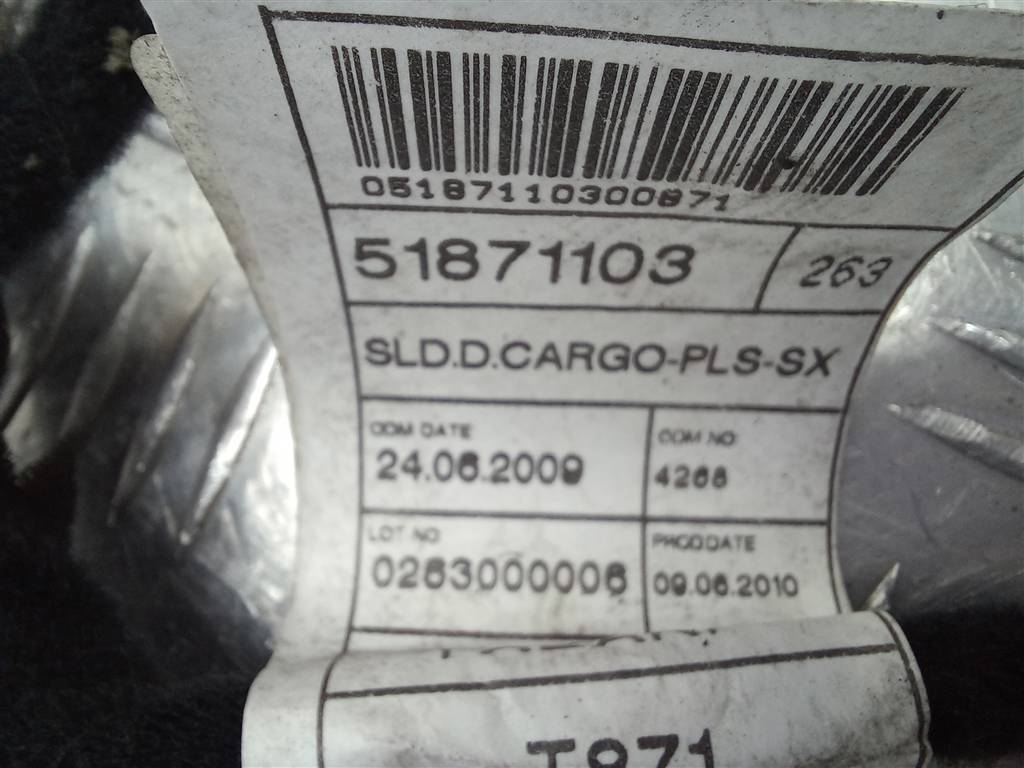 05187110300871
51871103 263
SLD.D.CARGO-PLS-SX
COM DATE COM NO
24.06.2009 4268
LOT NO PROD DATE
0263000006 09.06.2010
T871